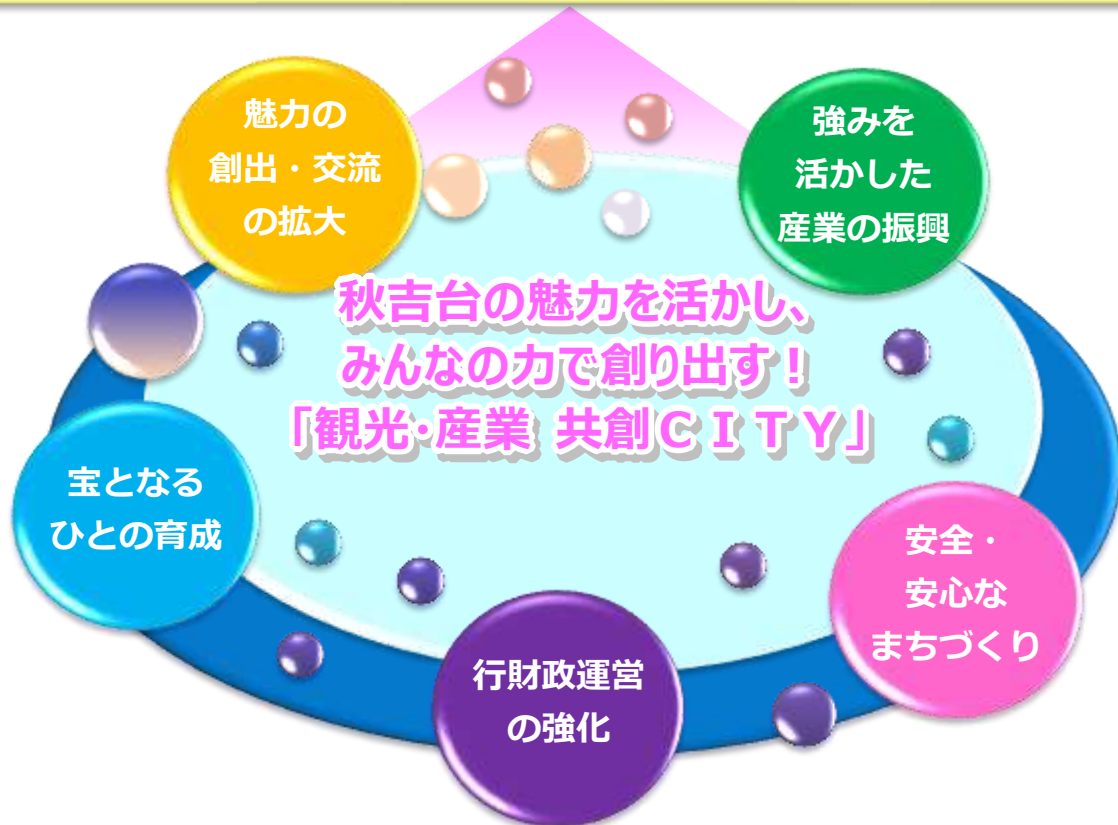 魅力の
創出・交流
の拡大
強みを
活かした
産業の振興
秋吉台の魅力を活かし、
みんなの力で創り出す！
「観光･産業 共創ＣＩＴＹ」
宝となる
ひとの育成
安全・
安心な
まちづくり
行財政運営
の強化